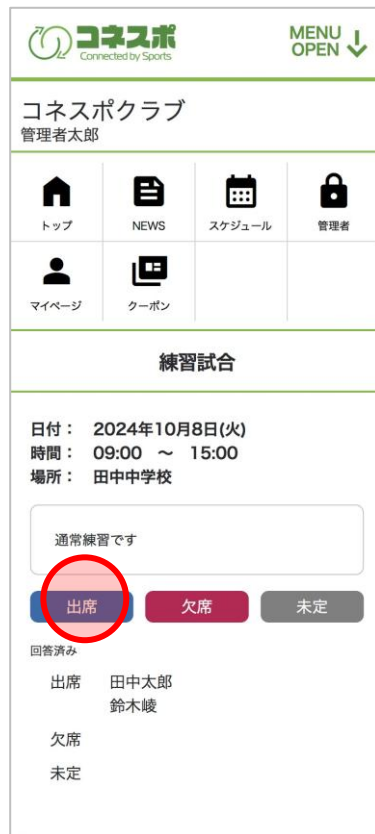 コネスポ
Connected by Sports
MENU
OPEN
コネスポクラブ
管理者太郎
トップ
NEWS
スケジュール
管理者
マイページ
クーポン
練習試合
日付： 2024年10月8日(火)
時間： 09:00 ～ 15:00
場所： 田中中学校
通常練習です
出席
欠席
未定
回答済み
出席 田中太郎
鈴木崚
欠席
未定